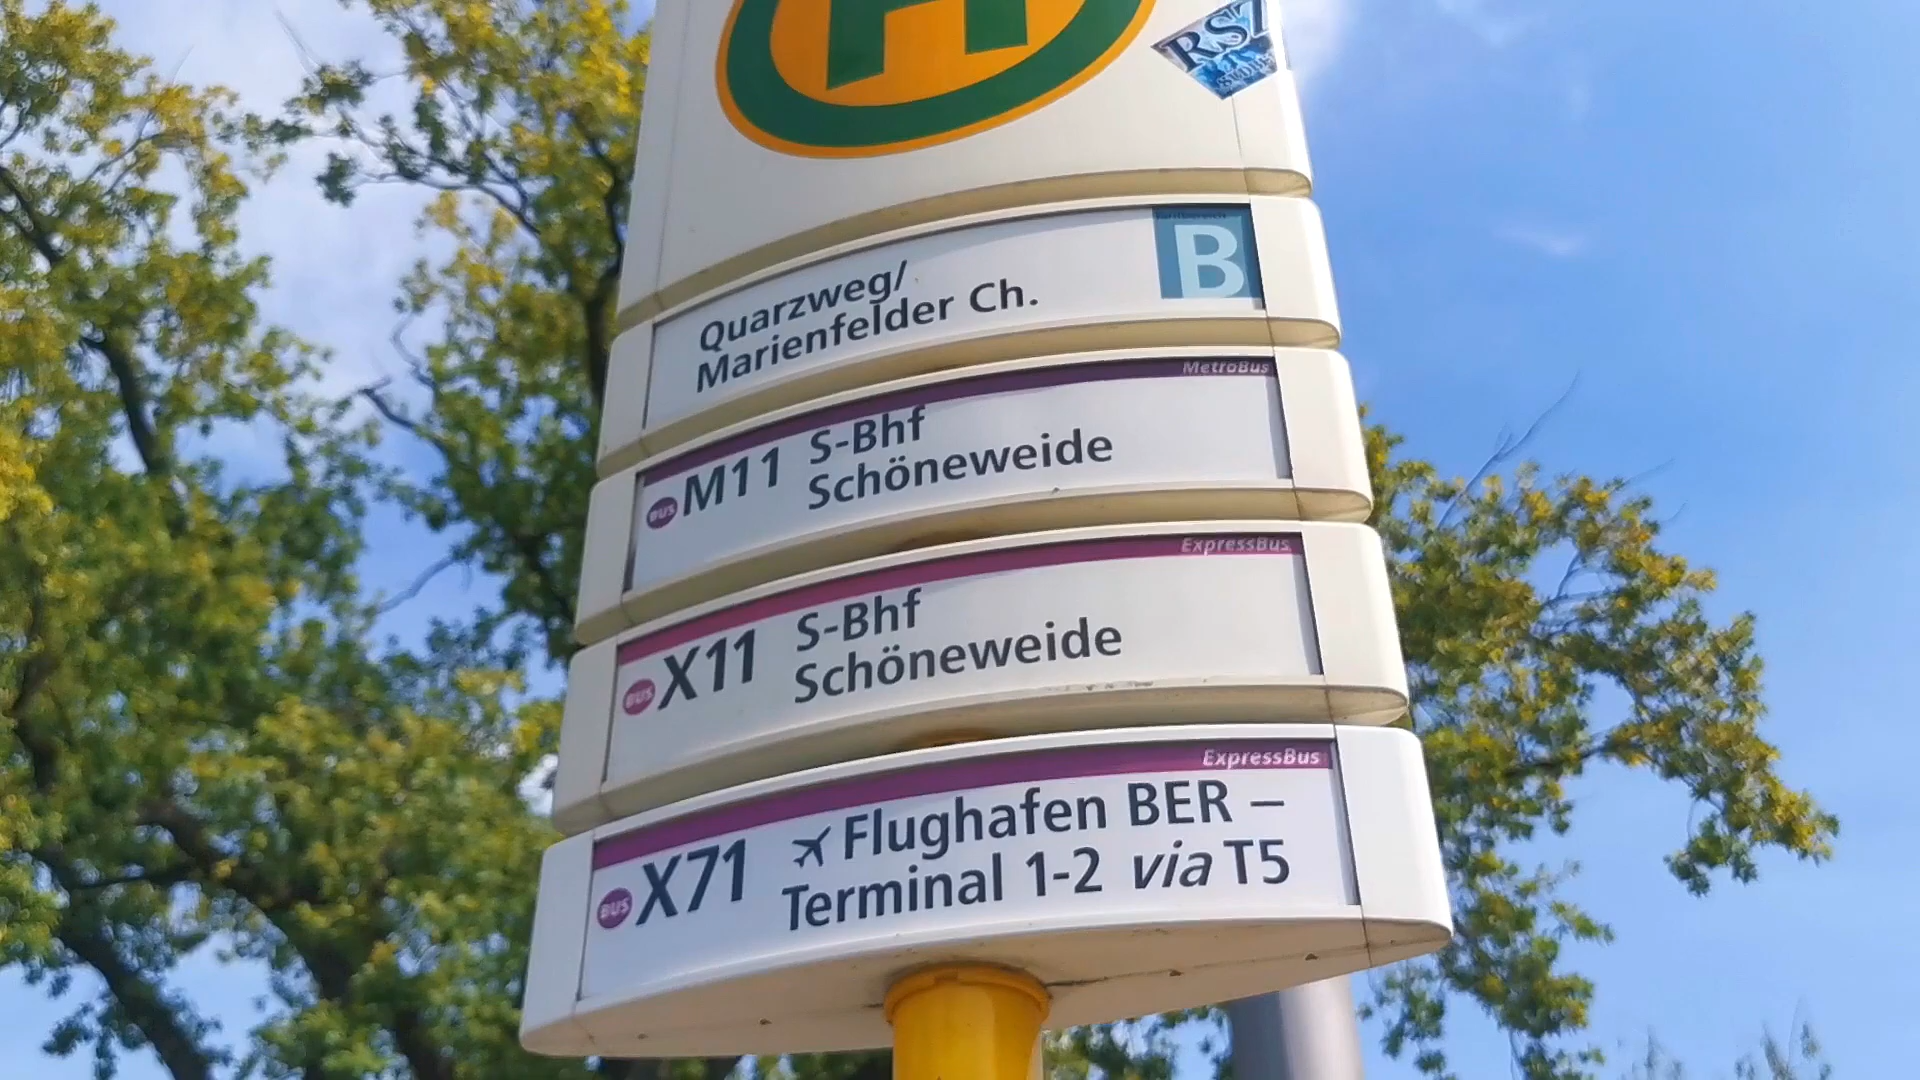 H
RSZ
B
Quarzweg/
Marienfelder Ch.
MetroBus
BUS M11 S-Bhf
Schöneweide
ExpressBus
BUS X11 S-Bhf
Schöneweide
ExpressBus
BUS X71 Flughafen BER –
Terminal 1-2 via T5